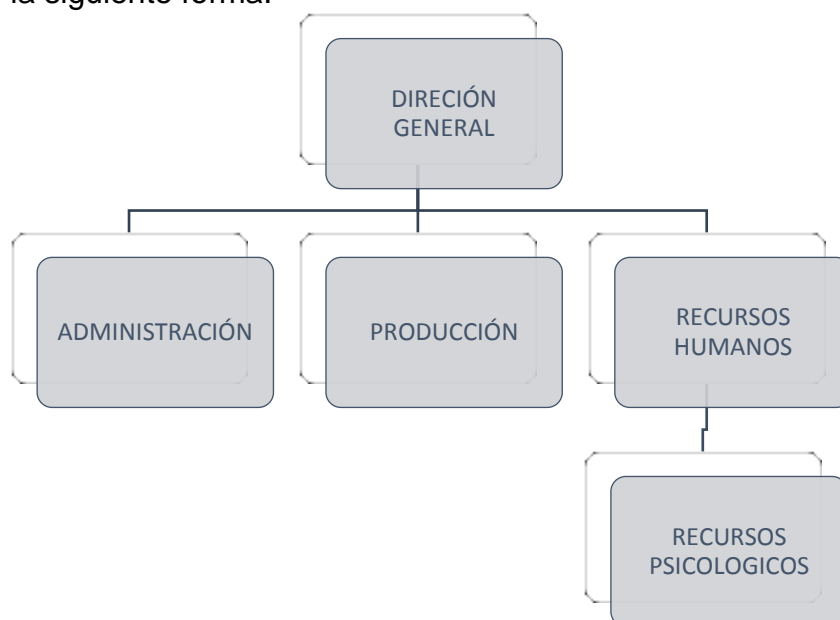 la siguiente forma:
DIRECIÓN
GENERAL
ADMINISTRACIÓN
PRODUCCIÓN
RECURSOS
HUMANOS
RECURSOS
PSICOLOGICOS